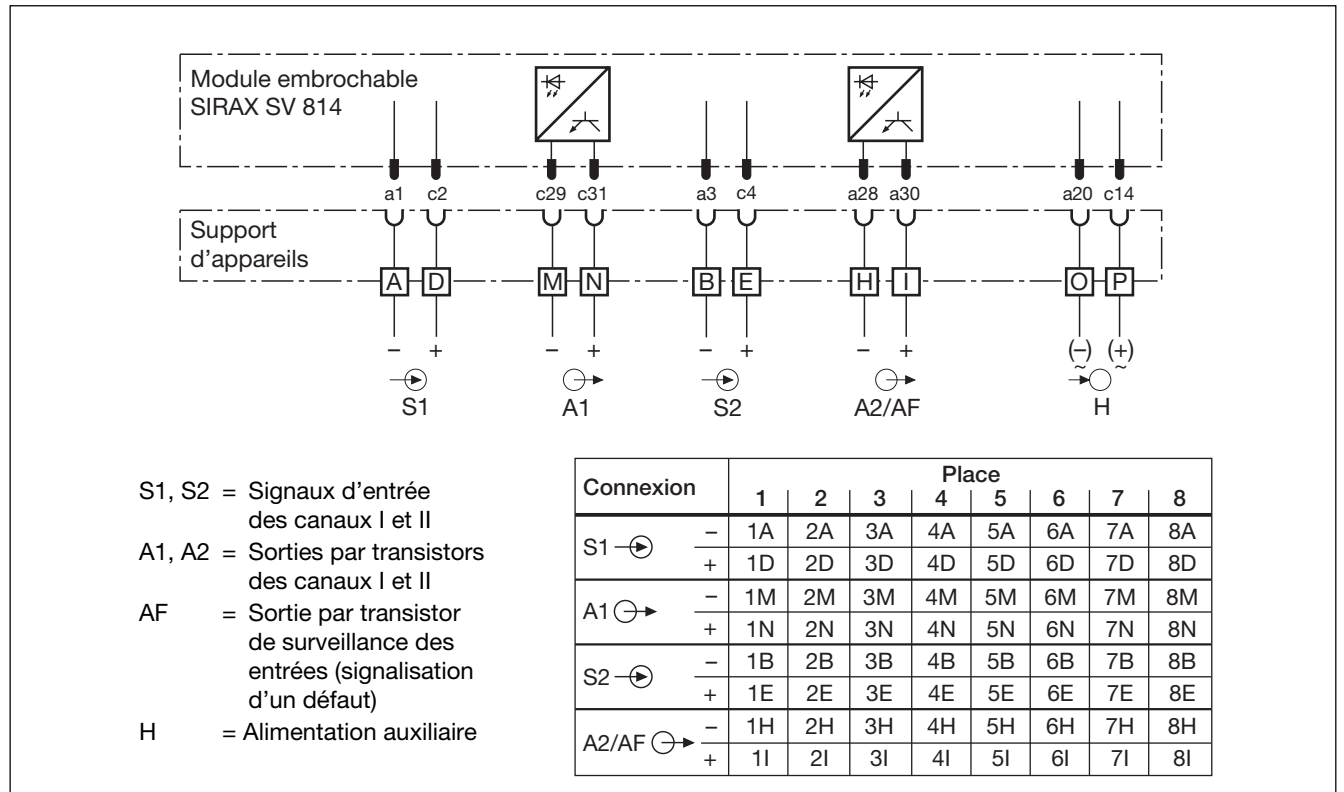 Module embrochable
SIRAX SV 814
a1 c2 c29 c31 a3 c4 a28 a30 a20 c14
Support
d'appareils
A D M N B E H I O P
– + – + – + – + (–) (+)
~ ~
S1 A1 S2 A2/AF H
S1, S2 = Signaux d'entrée
des canaux I et II
A1, A2 = Sorties par transistors
des canaux I et II
AF = Sortie par transistor
de surveillance des
entrées (signalisation
d'un défaut)
H = Alimentation auxiliaire
Connexion Place
1 2 3 4 5 6 7 8
S1 – 1A 2A 3A 4A 5A 6A 7A 8A
+ 1D 2D 3D 4D 5D 6D 7D 8D
A1 – 1M 2M 3M 4M 5M 6M 7M 8M
+ 1N 2N 3N 4N 5N 6N 7N 8N
S2 – 1B 2B 3B 4B 5B 6B 7B 8B
+ 1E 2E 3E 4E 5E 6E 7E 8E
A2/AF – 1H 2H 3H 4H 5H 6H 7H 8H
+ 1I 2I 3I 4I 5I 6I 7I 8I